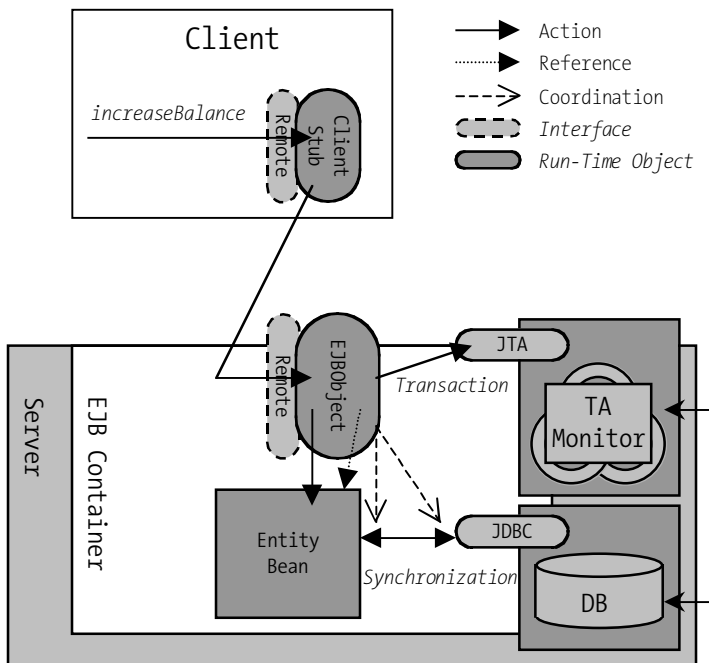 Client
increaseBalance
Remote
Client
Stub
Action
Reference
Coordination
Interface
Run-Time Object
Server
EJB Container
Remote
EJBObject
Transaction
JTA
TA
Monitor
Entity
Bean
Synchronization
JDBC
DB